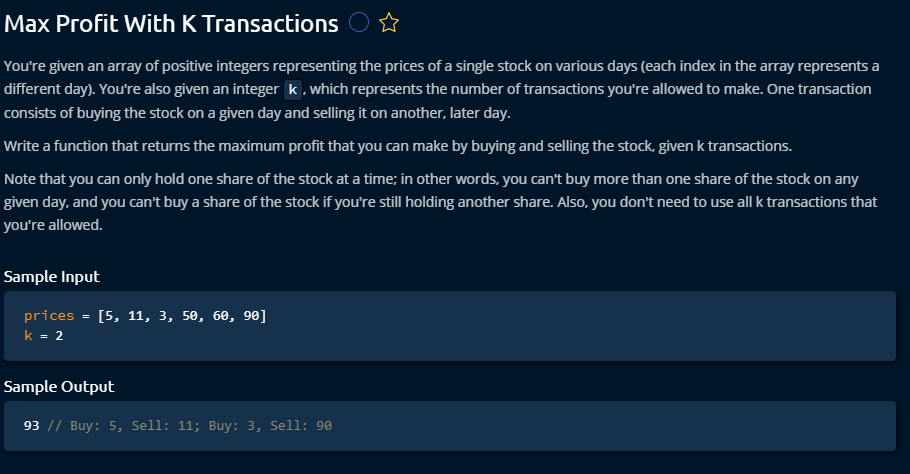 Max Profit With K Transactions
You're given an array of positive integers representing the prices of a single stock on various days (each index in the array represents a
different day). You're also given an integer k , which represents the number of transactions you're allowed to make. One transaction
consists of buying the stock on a given day and selling it on another, later day.
Write a function that returns the maximum profit that you can make by buying and selling the stock, given k transactions.
Note that you can only hold one share of the stock at a time; in other words, you can't buy more than one share of the stock on any
given day, and you can't buy a share of the stock if you're still holding another share. Also, you don't need to use all k transactions that
you're allowed.
Sample Input
prices = [5, 11, 3, 50, 60, 90]
k = 2
Sample Output
93 // Buy: 5, Sell: 11; Buy: 3, Sell: 90